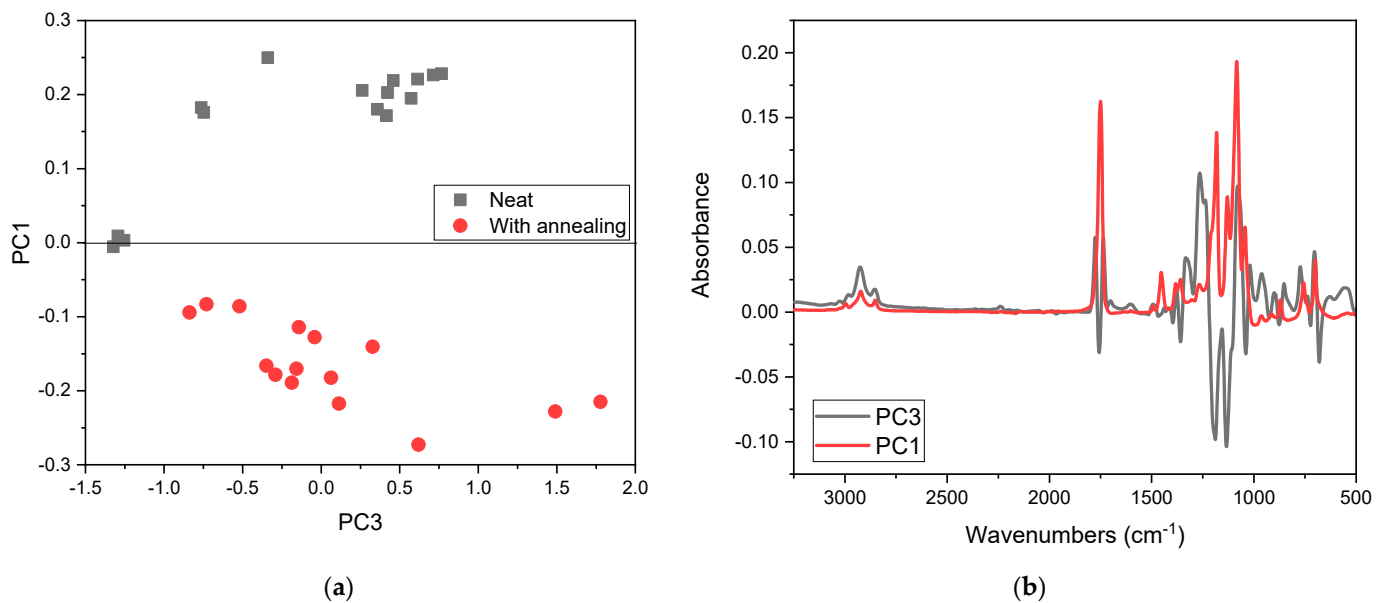 0.3
0.2
0.1
0.0
-0.1
-0.2
-0.3
PC1
Neat
With annealing
-1.5 -1.0 -0.5 0.0 0.5 1.0 1.5 2.0
PC3
(a)
0.20
0.15
0.10
0.05
0.00
-0.05
-0.10
Absorbance
PC3
PC1
3000 2500 2000 1500 1000 500
Wavenumbers (cm-1)
(b)